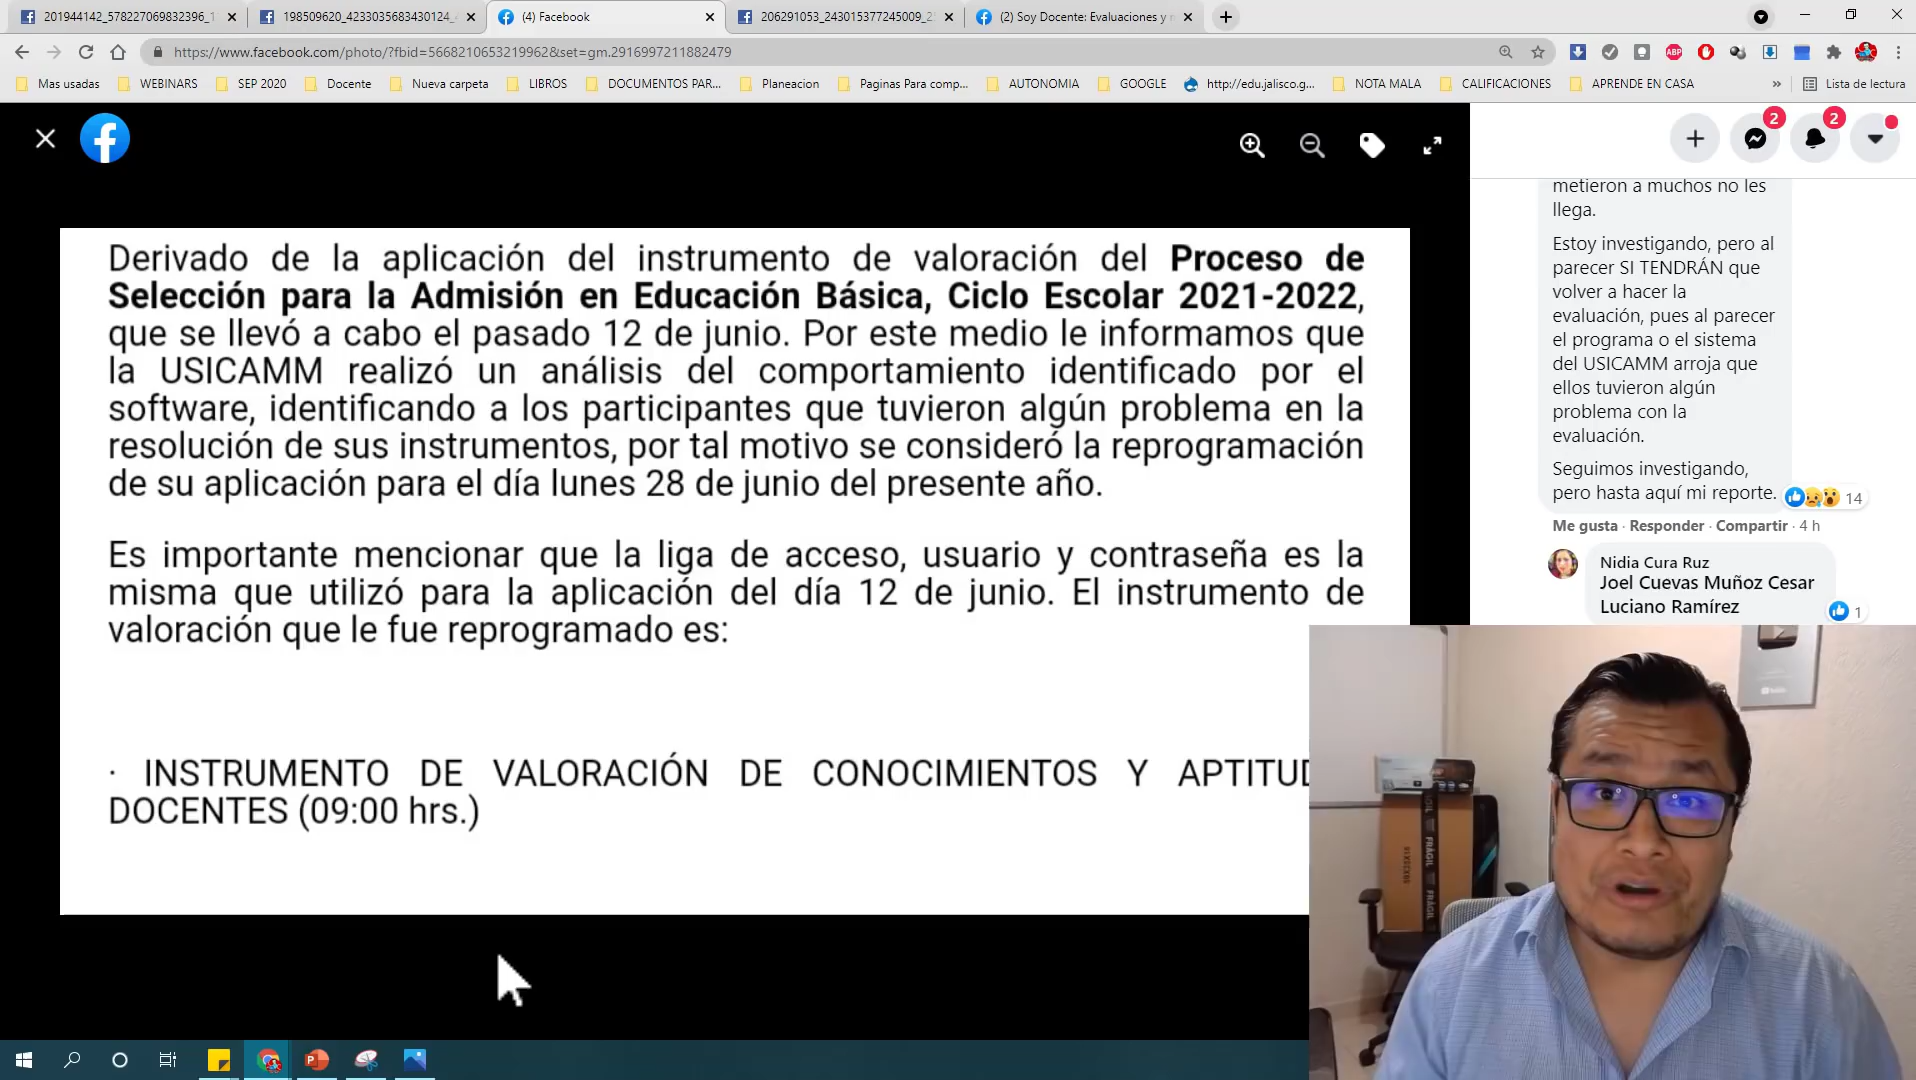 201944142_578227069832396_1
198509620_4233035683430124_
(4) Facebook
206291053_243015377245009_2
(2) Soy Docente: Evaluaciones y
https://www.facebook.com/photo/?fbid=5668210653219962&set=gm.2916997211882479
ABP
Mas usadas
WEBINARS
SEP 2020
Docente
Nueva carpeta
LIBROS
DOCUMENTOS PAR...
Planeacion
Paginas Para comp...
AUTONOMIA
GOOGLE
http://edu.jalisco.g...
NOTA MALA
CALIFICACIONES
APRENDE EN CASA
»
Lista de lectura
2
2
Derivado de la aplicación del instrumento de valoración del Proceso de
Selección para la Admisión en Educación Básica, Ciclo Escolar 2021-2022,
que se llevó a cabo el pasado 12 de junio. Por este medio le informamos que
la USICAMM realizó un análisis del comportamiento identificado por el
software, identificando a los participantes que tuvieron algún problema en la
resolución de sus instrumentos, por tal motivo se consideró la reprogramación
de su aplicación para el día lunes 28 de junio del presente año.
Es importante mencionar que la liga de acceso, usuario y contraseña es la
misma que utilizó para la aplicación del día 12 de junio. El instrumento de
valoración que le fue reprogramado es:
· INSTRUMENTO DE VALORACIÓN DE CONOCIMIENTOS Y APTITUD
DOCENTES (09:00 hrs.)
metieron a muchos no les
llega.
Estoy investigando, pero al
parecer SI TENDRÁN que
volver a hacer la
evaluación, pues al parecer
el programa o el sistema
del USICAMM arroja que
ellos tuvieron algún
problema con la
evaluación.
Seguimos investigando,
pero hasta aquí mi reporte.
14
Me gusta · Responder · Compartir · 4 h
Nidia Cura Ruz
Joel Cuevas Muñoz Cesar
Luciano Ramírez
1
FRÁGIL
FRÁGIL